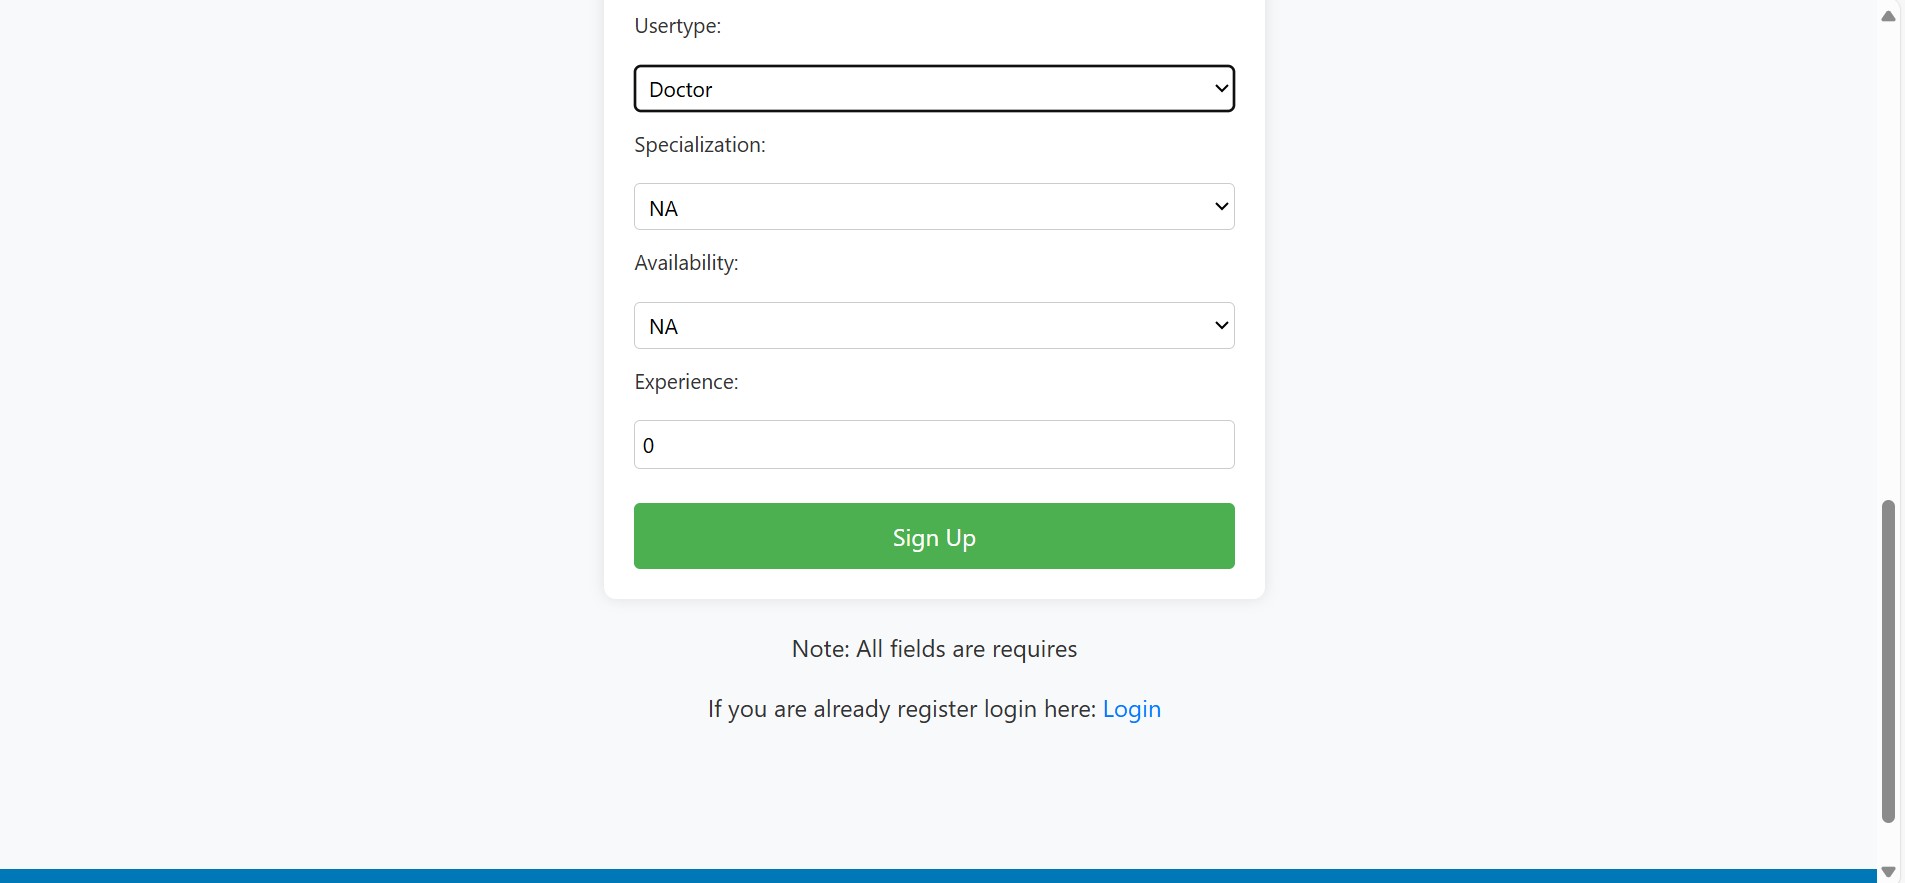 Usertype:
Doctor
Specialization:
NA
Availability:
NA
Experience:
0
Sign Up
Note: All fields are requires
If you are already register login here: Login